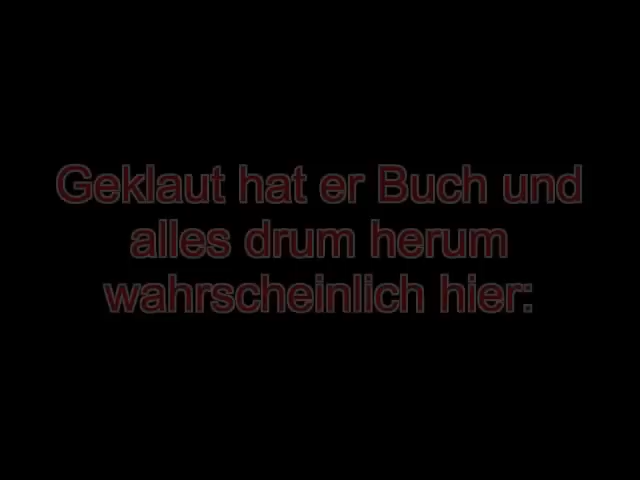 Geklaut hat er Buch und
alles drum herum
wahrscheinlich hier: